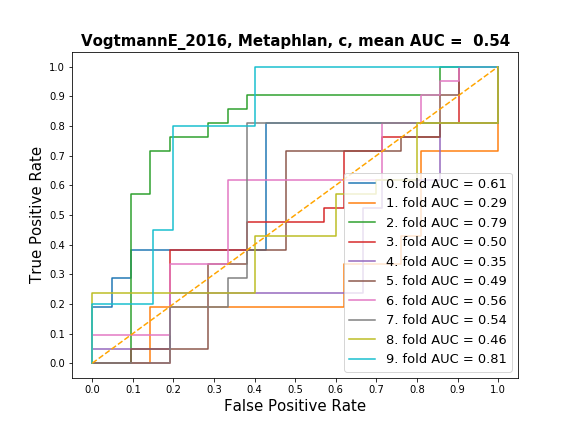 VogtmannE_2016, Metaphlan, c, mean AUC =  0.54
True Positive Rate
1.0
0.9
0.8
0.7
0.6
0.5
0.4
0.3
0.2
0.1
0.0
0. fold AUC = 0.61
1. fold AUC = 0.29
2. fold AUC = 0.79
3. fold AUC = 0.50
4. fold AUC = 0.35
5. fold AUC = 0.49
6. fold AUC = 0.56
7. fold AUC = 0.54
8. fold AUC = 0.46
9. fold AUC = 0.81
0.0 0.1 0.2 0.3 0.4 0.5 0.6 0.7 0.8 0.9 1.0
False Positive Rate